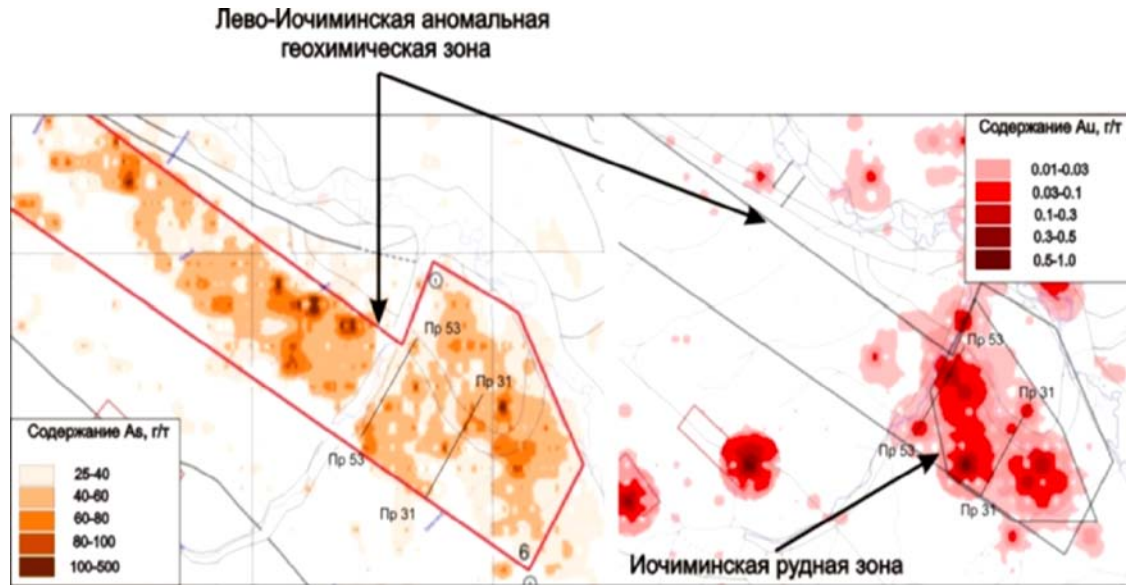 Лево-Иочиминская аномальная
геохимическая зона
Содержание Au, г/т
0.01-0.03
0.03-0.1
0.1-0.3
0.3-0.5
0.5-1.0
Пр 53
Пр 31
Пр 53
Пр 31
6
Содержание As, г/т
25-40
40-60
60-80
80-100
100-500
Пр 53
Пр 31
Пр 53
Пр 31
Иочиминская рудная зона